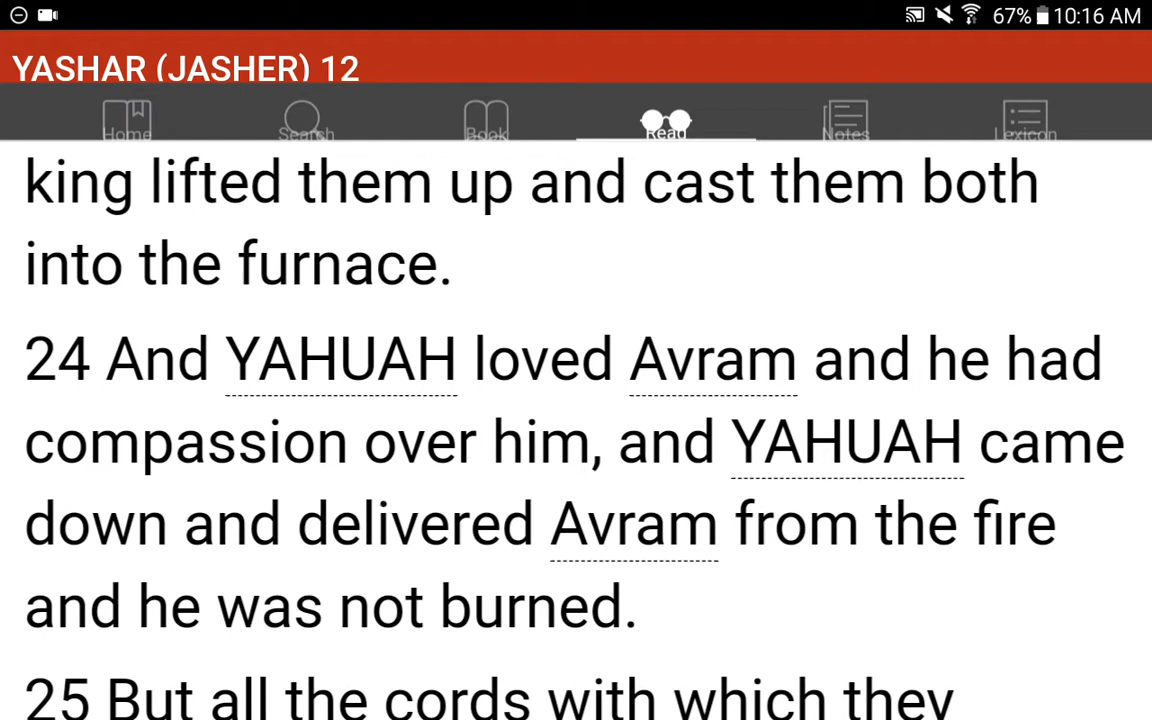 67% 10:16 AM
YASHAR (JASHER) 12
Home Search Book Read Notes Lexicon
king lifted them up and cast them both
into the furnace.
24 And YAHUAH loved Avram and he had
compassion over him, and YAHUAH came
down and delivered Avram from the fire
and he was not burned.
25 But all the cords with which they